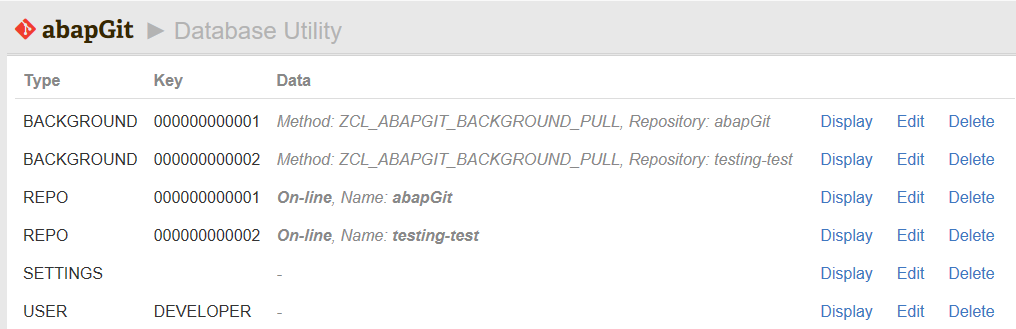 abapGit ▶ Database Utility
Type Key Data
BACKGROUND 000000000001 Method: ZCL_ABAPGIT_BACKGROUND_PULL, Repository: abapGit Display Edit Delete
BACKGROUND 000000000002 Method: ZCL_ABAPGIT_BACKGROUND_PULL, Repository: testing-test Display Edit Delete
REPO 000000000001 On-line, Name: abapGit Display Edit Delete
REPO 000000000002 On-line, Name: testing-test Display Edit Delete
SETTINGS - Display Edit Delete
USER DEVELOPER - Display Edit Delete